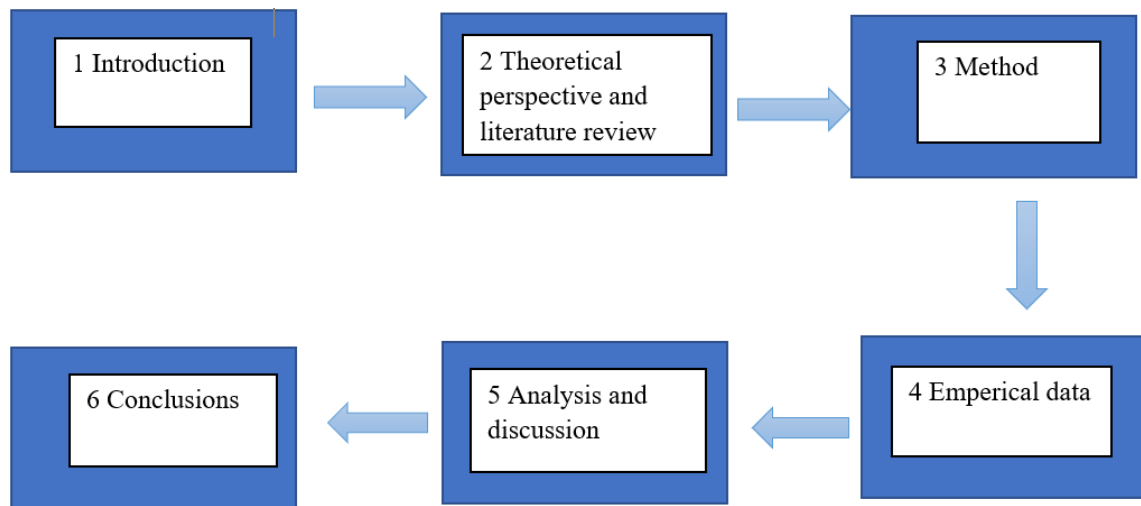 1 Introduction
2 Theoretical
perspective and
literature review
3 Method
4 Emperical data
5 Analysis and
discussion
6 Conclusions